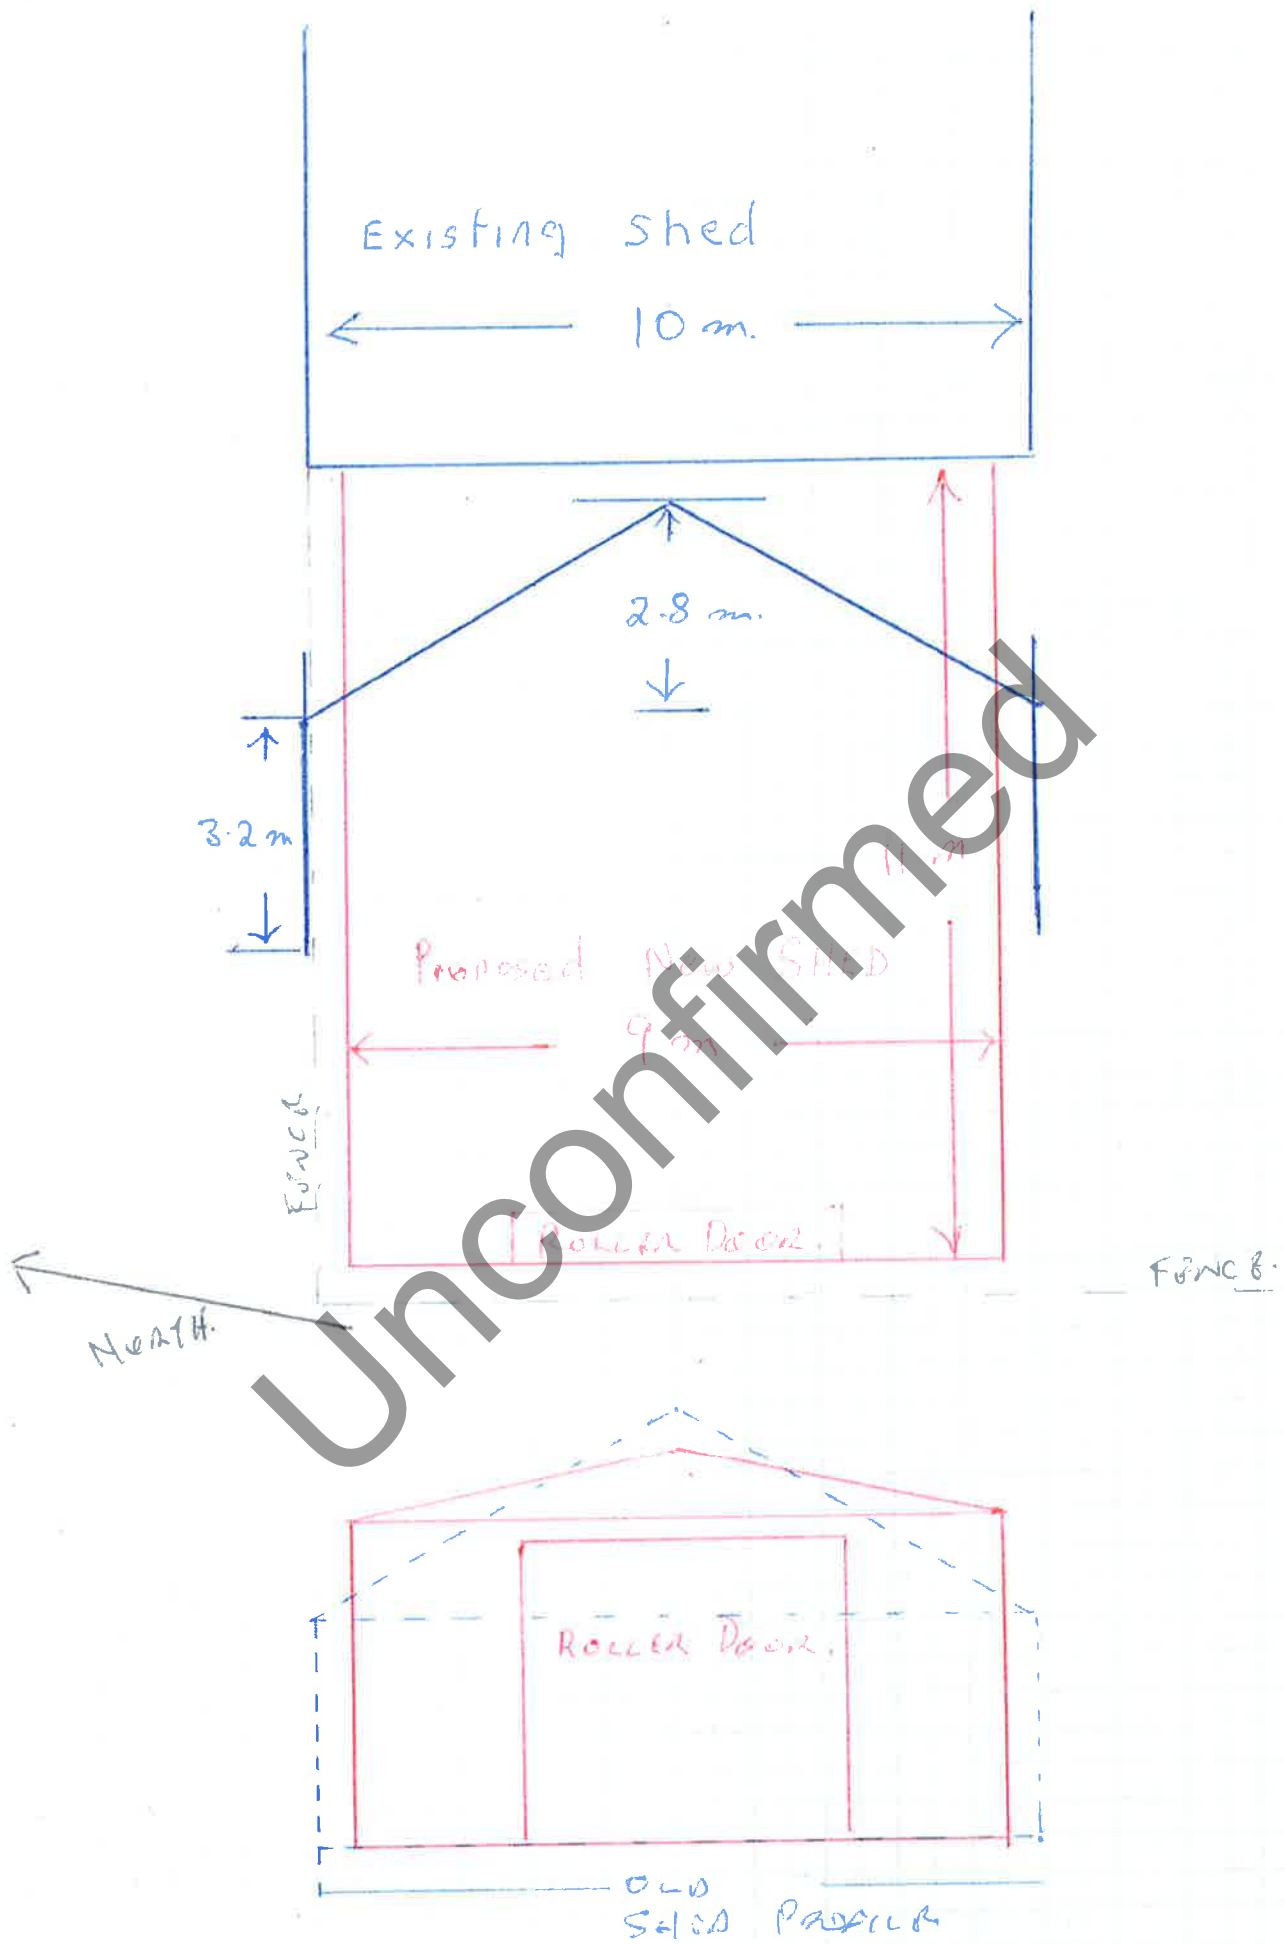 Existing Shed
10 m.
2.8 m.
3.2 m
11 m
Proposed New SHED
9 m
FENCE
ROLLER DOOR.
FENCE.
NORTH.
ROLLER DOOR.
OLD
SHED PROFILE
Unconfirmed